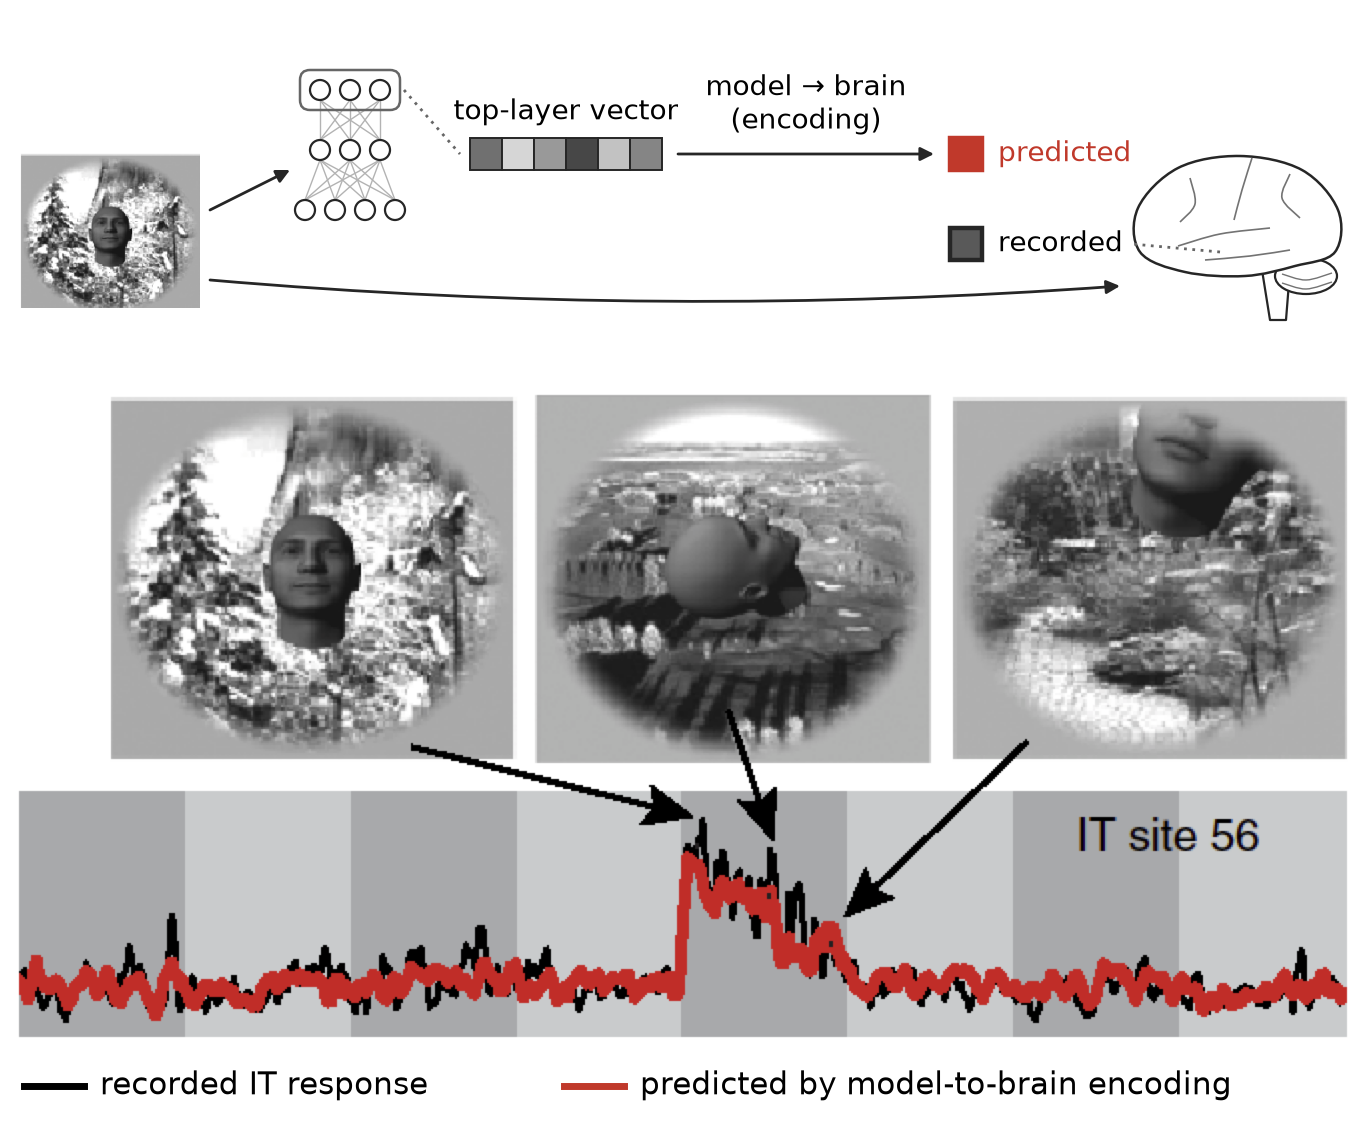 model → brain
(encoding)
top-layer vector
predicted
recorded
IT site 56
recorded IT response
predicted by model-to-brain encoding